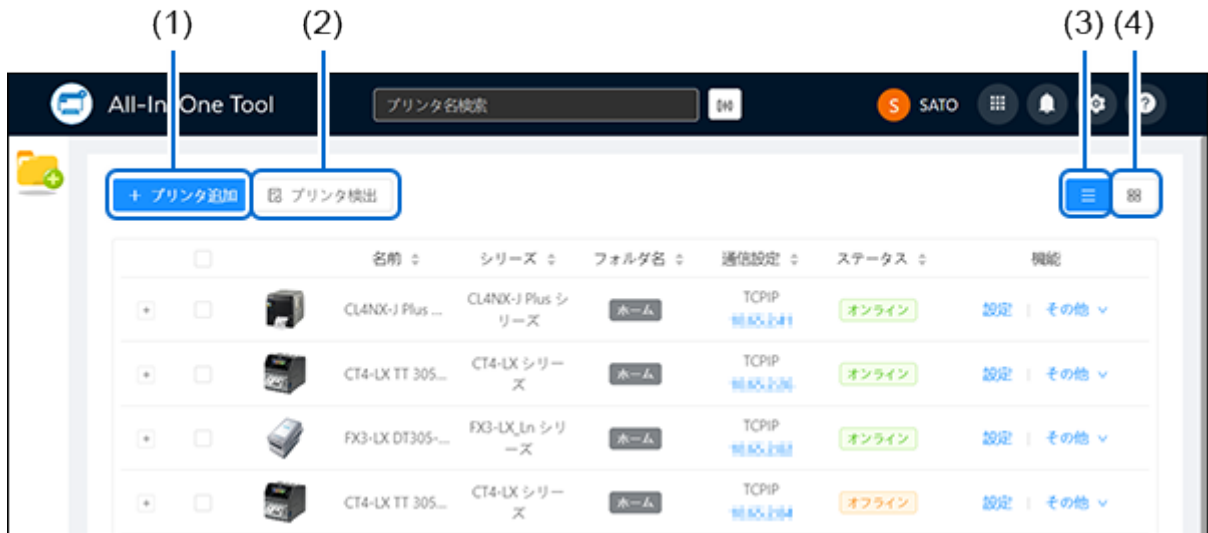 (1) (2) (3) (4)
All-In-One Tool プリンタ名検索 S SATO
+ プリンタ追加 プリンタ検出
名前 シリーズ フォルダ名 通信設定 ステータス 機能
CL4NX-J Plus ... CL4NX-J Plus シリーズ ホーム TCPIP オンライン 設定 | その他
CT4-LX TT 305... CT4-LX シリーズ ホーム TCPIP オンライン 設定 | その他
FX3-LX DT305-... FX3-LX_Ln シリーズ ホーム TCPIP オンライン 設定 | その他
CT4-LX TT 305... CT4-LX シリーズ ホーム TCPIP オフライン 設定 | その他